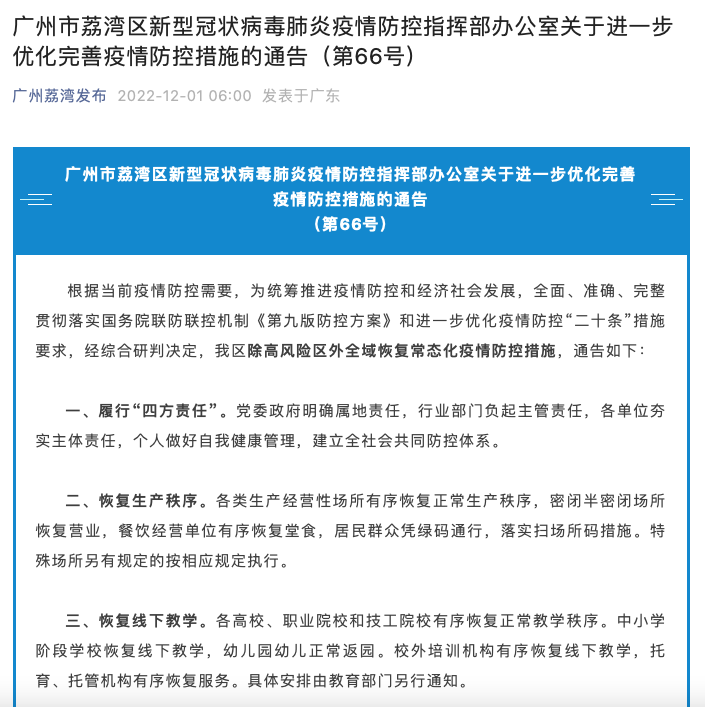 广州市荔湾区新型冠状病毒肺炎疫情防控指挥部办公室关于进一步
优化完善疫情防控措施的通告（第66号）
广州荔湾发布 2022-12-01 06:00 发表于广东
广州市荔湾区新型冠状病毒肺炎疫情防控指挥部办公室关于进一步优化完善
疫情防控措施的通告
（第66号）
根据当前疫情防控需要，为统筹推进疫情防控和经济社会发展，全面、准确、完整
贯彻落实国务院联防联控机制《第九版防控方案》和进一步优化疫情防控“二十条”措施
要求，经综合研判决定，我区除高风险区外全域恢复常态化疫情防控措施，通告如下：
一、履行“四方责任”。党委政府明确属地责任，行业部门负起主管责任，各单位夯
实主体责任，个人做好自我健康管理，建立全社会共同防控体系。
二、恢复生产秩序。各类生产经营性场所有序恢复正常生产秩序，密闭半密闭场所
恢复营业，餐饮经营单位有序恢复堂食，居民群众凭绿码通行，落实扫场所码措施。特
殊场所另有规定的按相应规定执行。
三、恢复线下教学。各高校、职业院校和技工院校有序恢复正常教学秩序。中小学
阶段学校恢复线下教学，幼儿园幼儿正常返园。校外培训机构有序恢复线下教学，托
育、托管机构有序恢复服务。具体安排由教育部门另行通知。